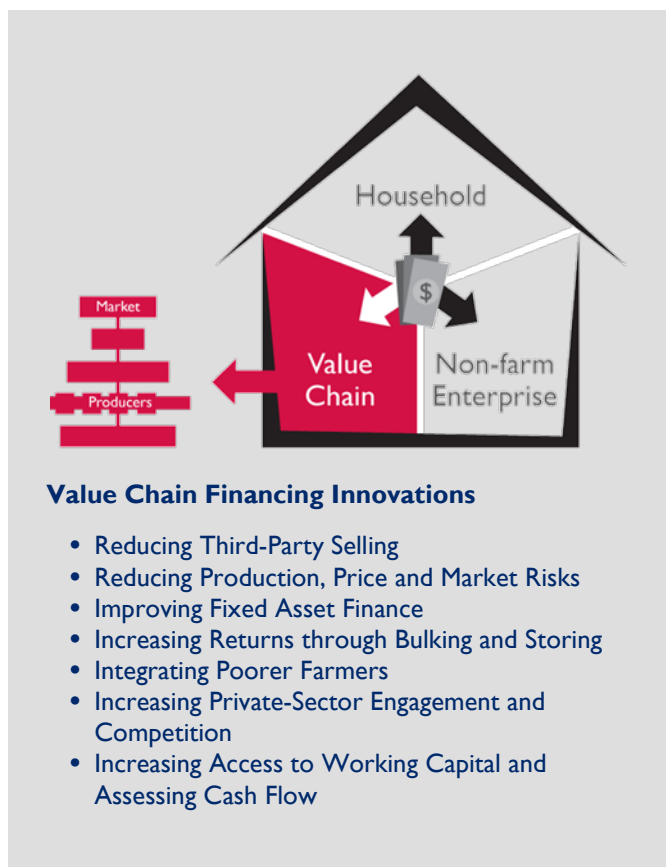 Household
$
Market
Value
Chain
Non-farm
Enterprise
Producers
Value Chain Financing Innovations
• Reducing Third-Party Selling
• Reducing Production, Price and Market Risks
• Improving Fixed Asset Finance
• Increasing Returns through Bulking and Storing
• Integrating Poorer Farmers
• Increasing Private-Sector Engagement and
Competition
• Increasing Access to Working Capital and
Assessing Cash Flow